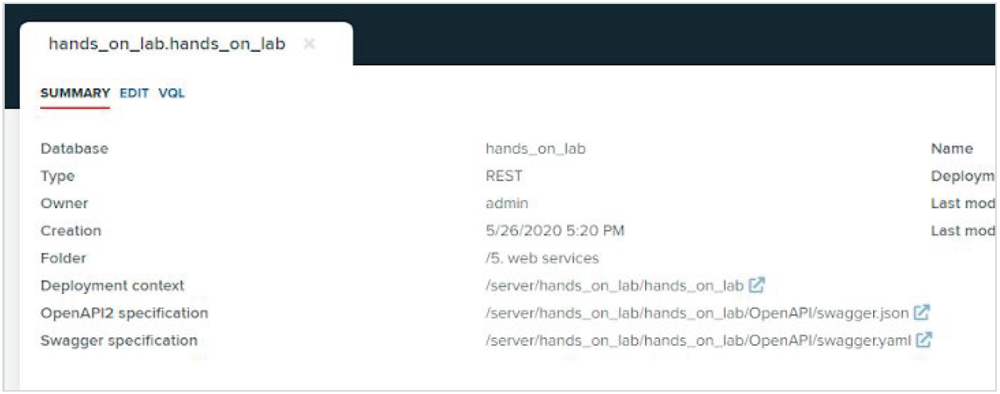 hands_on_lab.hands_on_lab ×
SUMMARY EDIT VQL
Database hands_on_lab Name
Type REST Deploym
Owner admin Last mod
Creation 5/26/2020 5:20 PM Last mod
Folder /5. web services
Deployment context /server/hands_on_lab/hands_on_lab
OpenAPI2 specification /server/hands_on_lab/hands_on_lab/OpenAPI/swagger.json
Swagger specification /server/hands_on_lab/hands_on_lab/OpenAPI/swagger.yaml